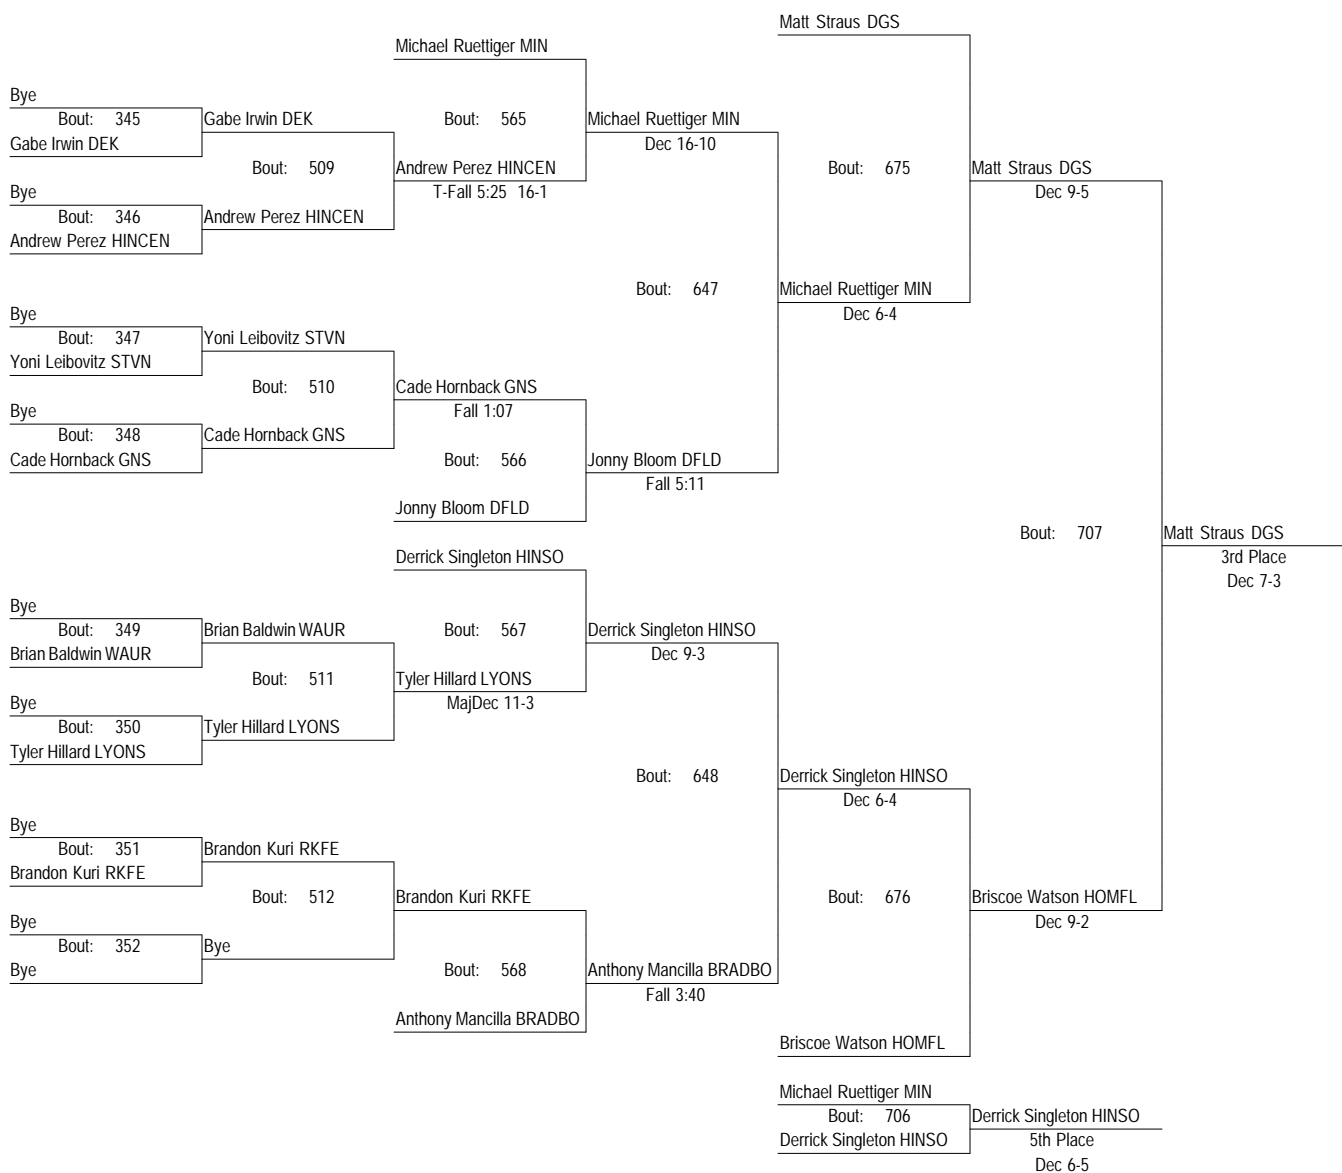 Matt Straus DGS
Michael Ruettiger MIN
Bye
Bout: 345
Gabe Irwin DEK
Gabe Irwin DEK
Bout: 565
Michael Ruettiger MIN
Dec 16-10
Bout: 509
Andrew Perez HINCEN
T-Fall 5:25 16-1
Bout: 675
Matt Straus DGS
Dec 9-5
Bye
Bout: 346
Andrew Perez HINCEN
Andrew Perez HINCEN
Bout: 647
Michael Ruettiger MIN
Dec 6-4
Bye
Bout: 347
Yoni Leibovitz STVN
Yoni Leibovitz STVN
Bout: 510
Cade Hornback GNS
Fall 1:07
Bye
Bout: 348
Cade Hornback GNS
Cade Hornback GNS
Bout: 566
Jonny Bloom DFLD
Fall 5:11
Jonny Bloom DFLD
Bout: 707
Matt Straus DGS
3rd Place
Dec 7-3
Derrick Singleton HINSO
Bye
Bout: 349
Brian Baldwin WAUR
Brian Baldwin WAUR
Bout: 567
Derrick Singleton HINSO
Dec 9-3
Bout: 511
Tyler Hillard LYONS
MajDec 11-3
Bye
Bout: 350
Tyler Hillard LYONS
Tyler Hillard LYONS
Bout: 648
Derrick Singleton HINSO
Dec 6-4
Bye
Bout: 351
Brandon Kuri RKFE
Brandon Kuri RKFE
Bout: 512
Brandon Kuri RKFE
Bout: 676
Briscoe Watson HOMFL
Dec 9-2
Bye
Bout: 352
Bye
Bye
Bout: 568
Anthony Mancilla BRADBO
Fall 3:40
Anthony Mancilla BRADBO
Briscoe Watson HOMFL
Michael Ruettiger MIN
Bout: 706
Derrick Singleton HINSO
Derrick Singleton HINSO
5th Place
Dec 6-5